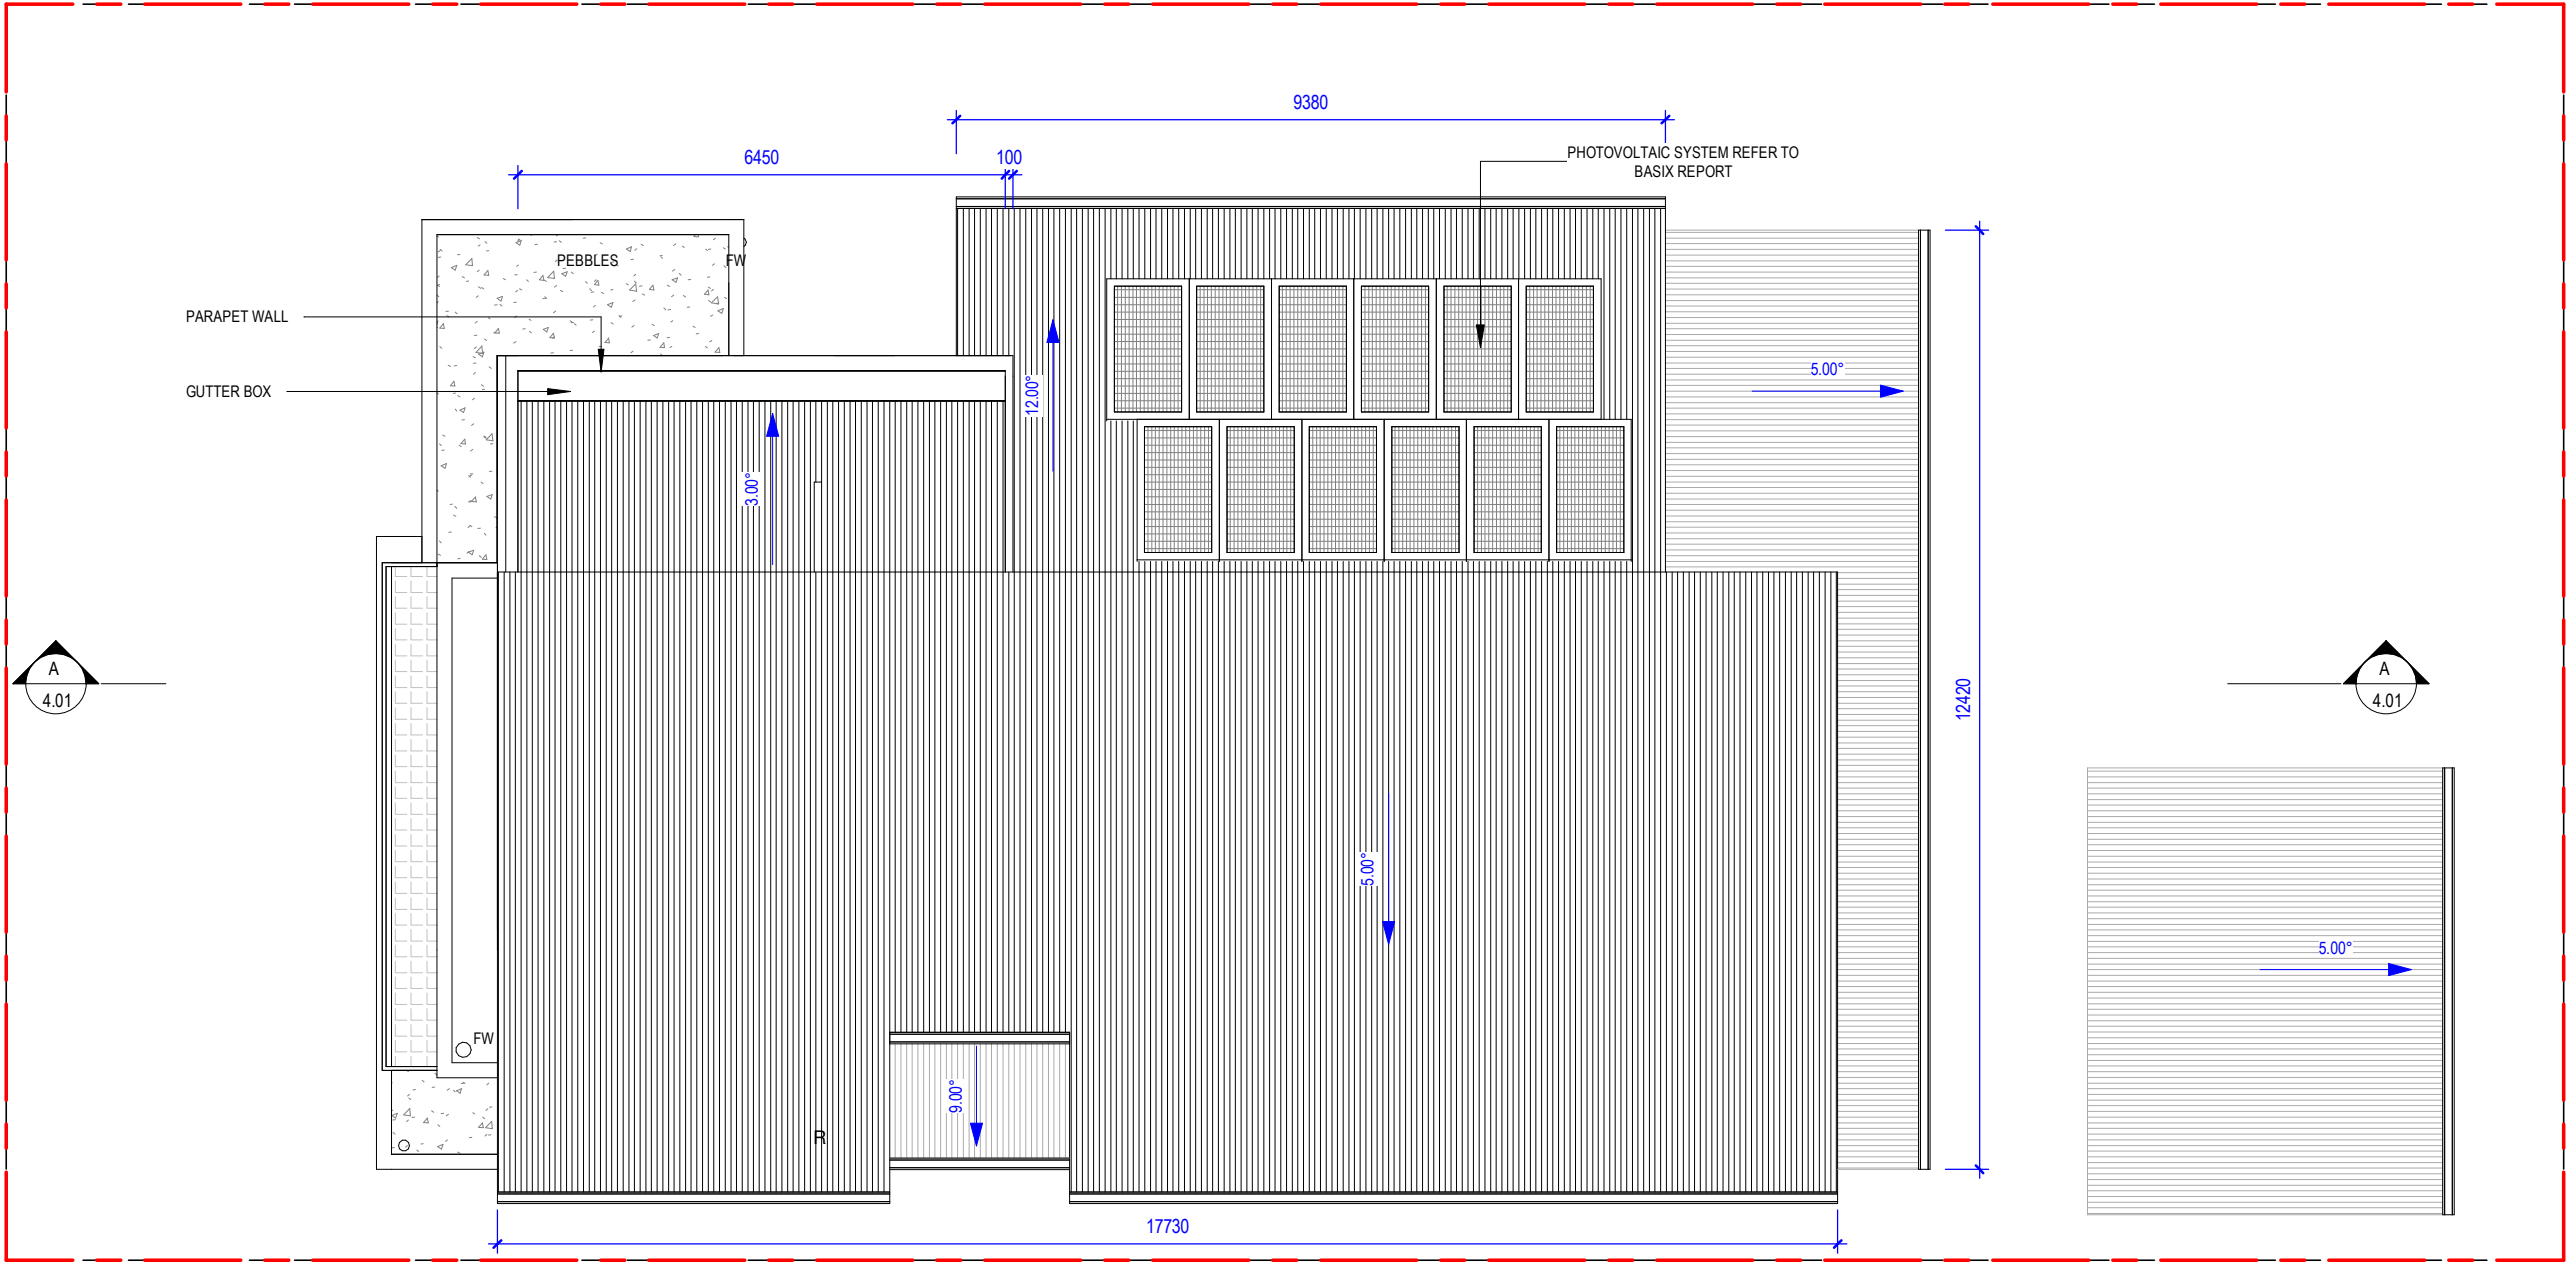 9380
6450
100
PHOTOVOLTAIC SYSTEM REFER TO
BASIX REPORT
PEBBLES
FW
PARAPET WALL
GUTTER BOX
12.00°
5.00°
3.00°
A
4.01
A
4.01
12420
5.00°
5.00°
FW
9.00°
R
17730